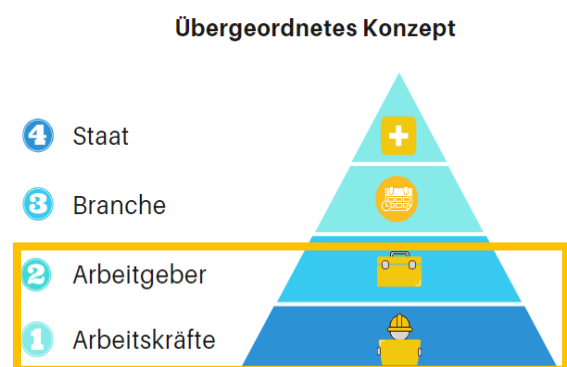 Übergeordnetes Konzept
4 Staat
3 Branche
2 Arbeitgeber
1 Arbeitskräfte